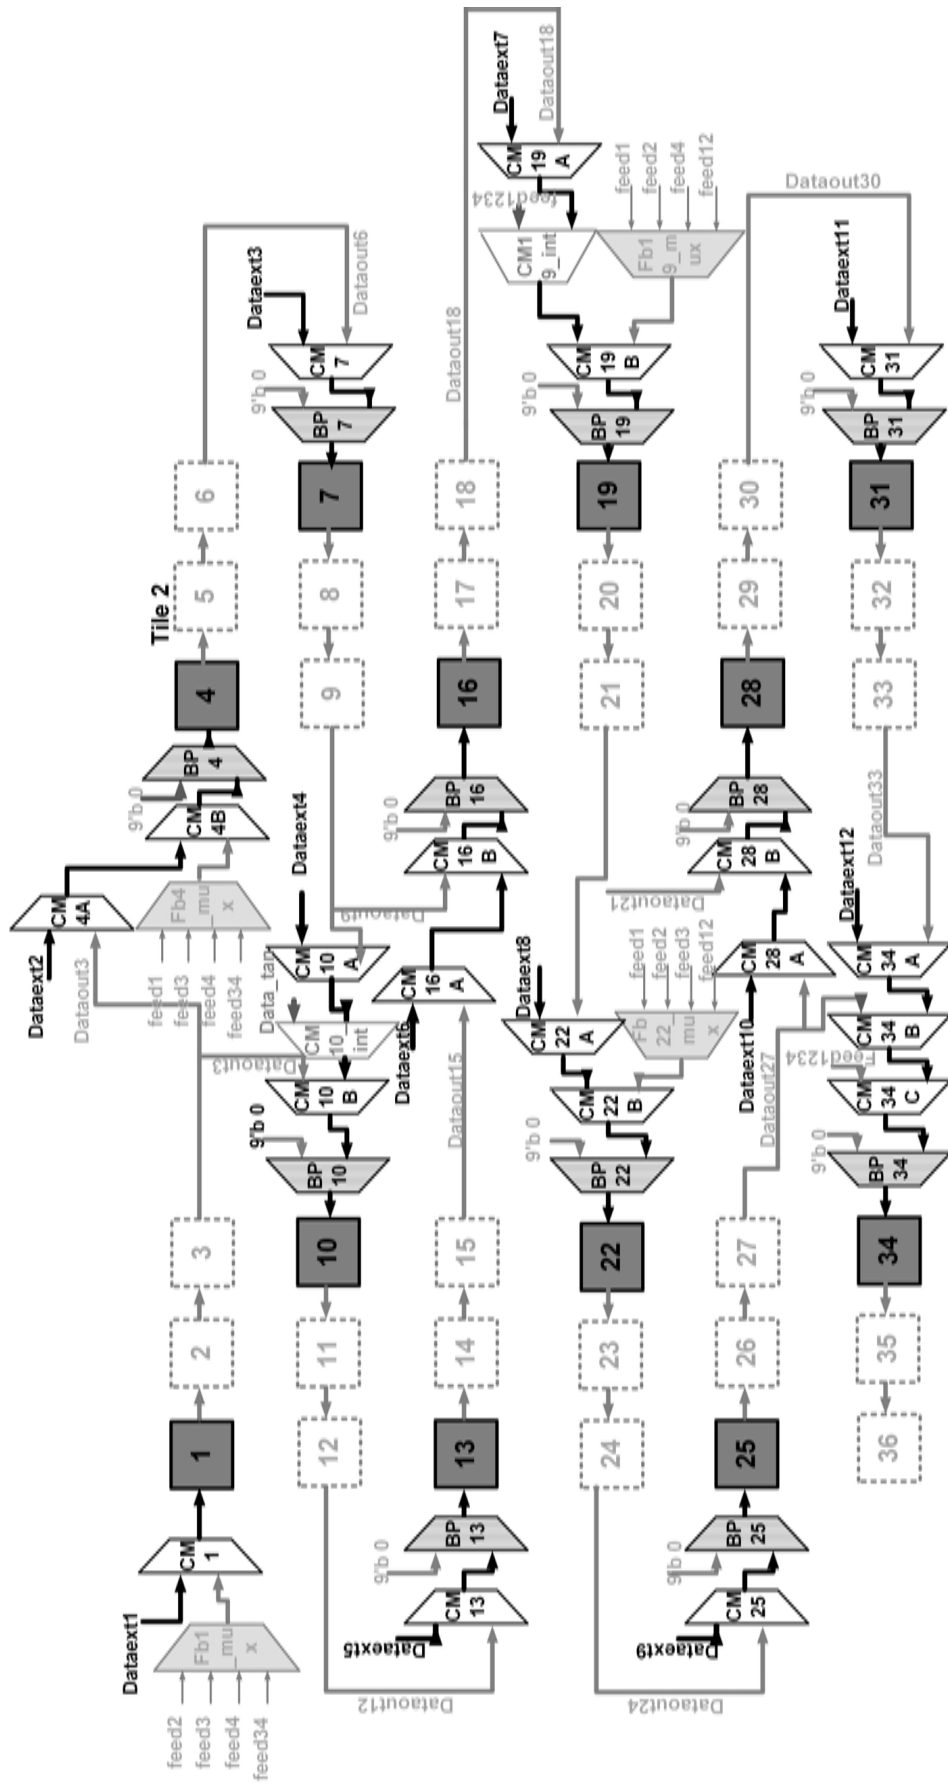 feed2
feed3
feed4
feed34
Fb1
_mu
x
Dataext1
CM
1
1
2
3
Dataext2
Dataout3
CM
4A
feed1
feed3
feed4
feed34
Fb4
_mu
x
CM
4B
9'b 0
BP
4
4
Tile 2
5
6
Dataout6
Dataext3
CM
7
9'b 0
BP
7
7
8
9
Dataout9
Dataext4
CM
10
A
Data_tap
CM
10_
int
Dataout3
CM
10
B
9'b 0
BP
10
10
11
12
Dataout12
Dataext5
CM
13
9'b 0
BP
13
13
14
15
Dataout15
Dataext6
CM
16
A
CM
16
B
9'b 0
BP
16
16
17
18
Dataout18
Dataout18
Dataext7
CM
19
A
feed1234
CM1
9_int
feed1
feed2
feed4
feed12
Fb1
9_m
ux
CM
19
B
9'b 0
BP
19
19
20
21
Dataout21
Dataext8
CM
22
A
feed1
feed2
feed3
feed12
Fb
22_
mu
x
CM
22
B
9'b 0
BP
22
22
23
24
Dataout24
Dataext9
CM
25
9'b 0
BP
25
25
26
27
Dataout27
Dataext10
CM
28
A
CM
28
B
9'b 0
BP
28
28
29
30
Dataout30
Dataext11
CM
31
9'b 0
BP
31
31
32
33
Dataout33
Dataext12
CM
34
A
CM
34
B
feed1234
CM
34
C
9'b 0
BP
34
34
35
36